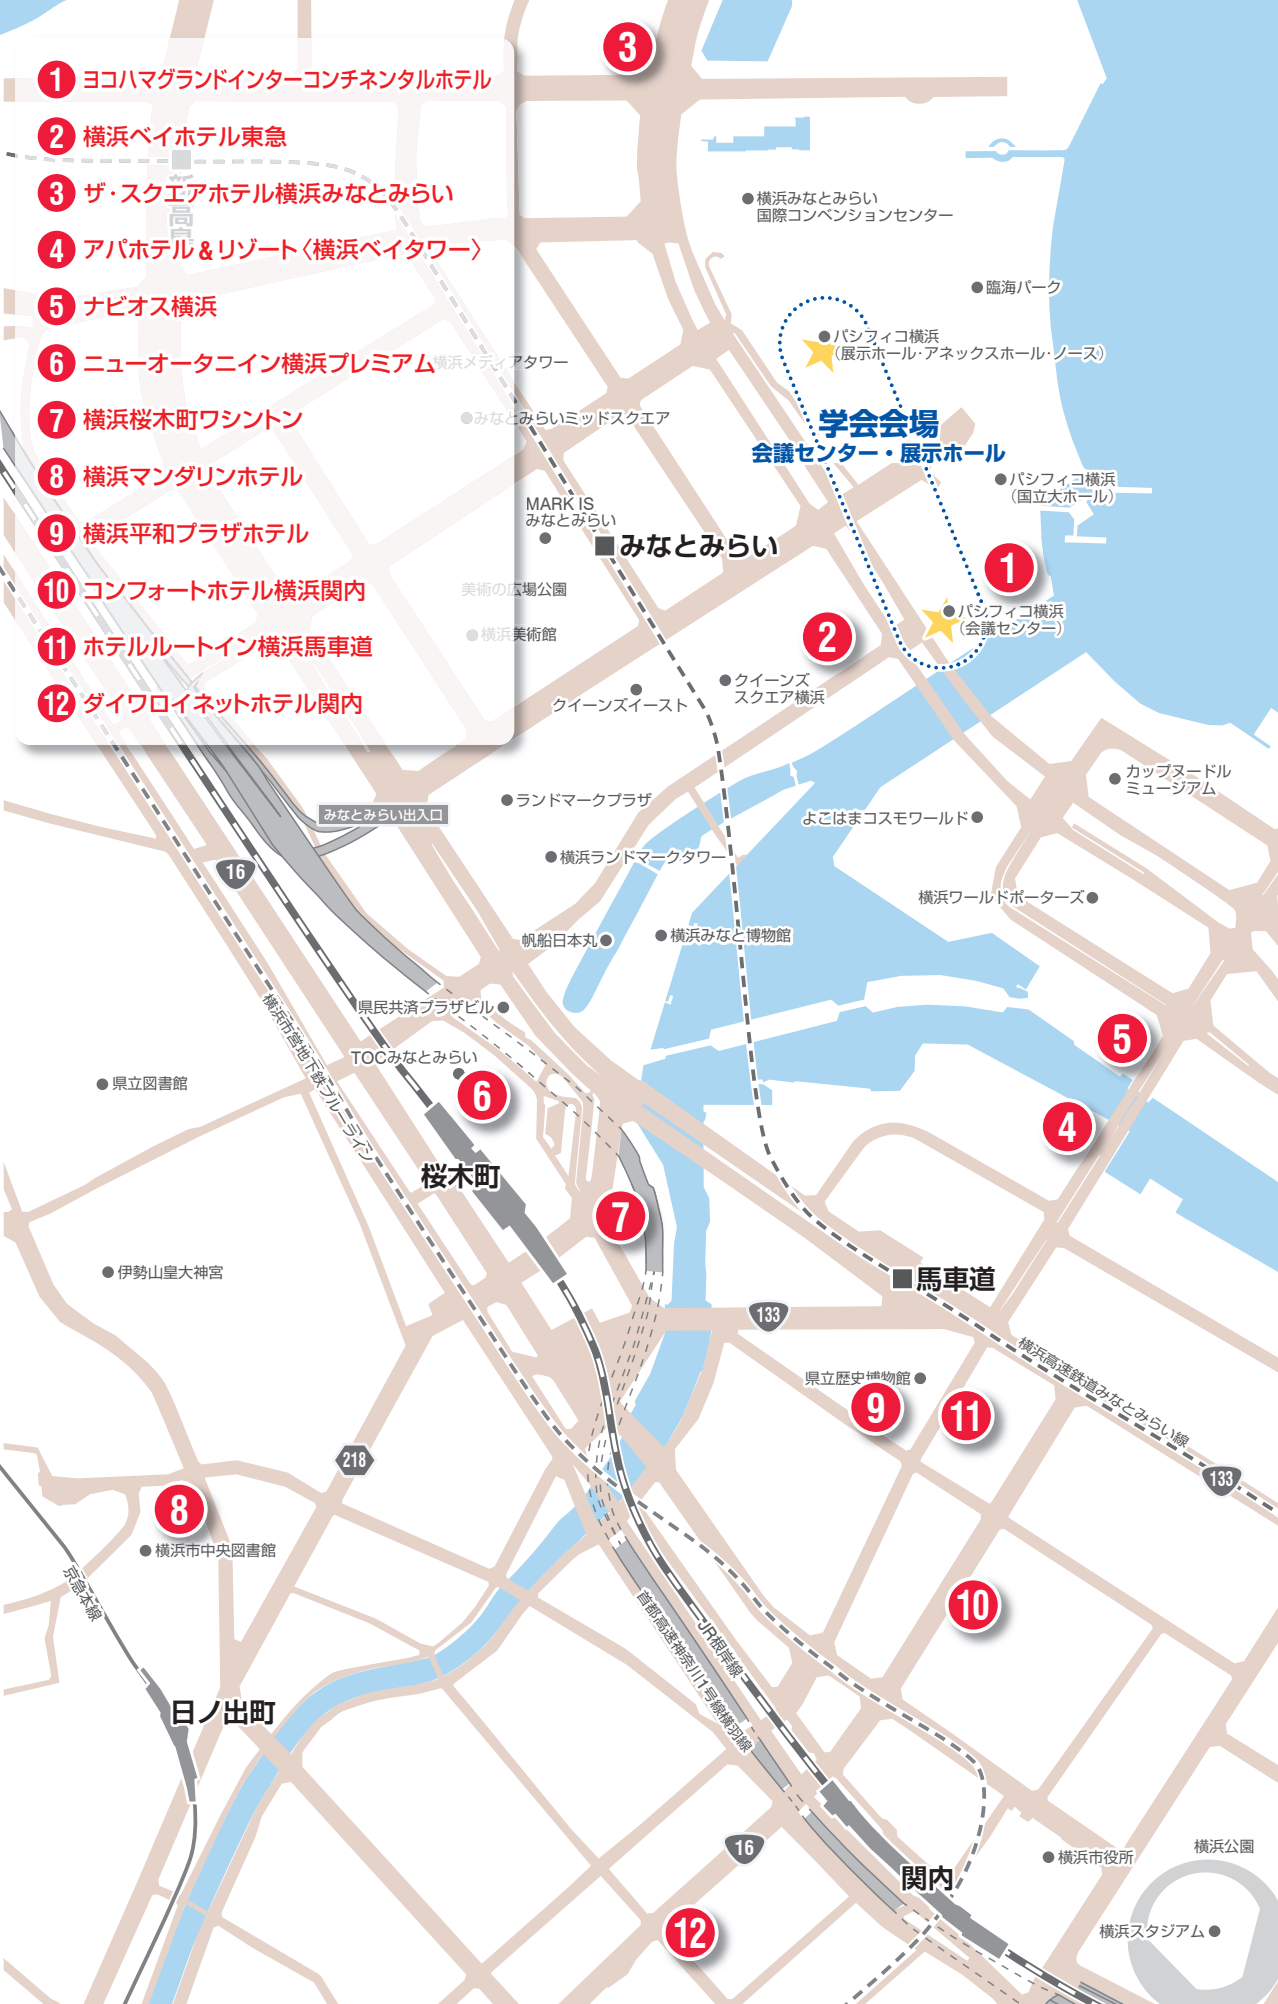 1 ヨコハマグランドインターコンチネンタルホテル
2 横浜ベイホテル東急
3 ザ・スクエアホテル横浜みなとみらい
4 アパホテル&リゾート〈横浜ベイタワー〉
5 ナビオス横浜
6 ニューオータニイン横浜プレミアム
7 横浜桜木町ワシントン
8 横浜マンダリンホテル
9 横浜平和プラザホテル
10 コンフォートホテル横浜関内
11 ホテルルートイン横浜馬車道
12 ダイワロイネットホテル関内
3
新高島
横浜みなとみらい
国際コンベンションセンター
臨海パーク
パシフィコ横浜
(展示ホール・アネックスホール・ノース)
横浜メディアタワー
みなとみらいミッドスクエア
学会会場
会議センター・展示ホール
パシフィコ横浜
(国立大ホール)
MARK IS
みなとみらい
みなとみらい
1
美術の広場公園
パシフィコ横浜
(会議センター)
横浜美術館
2
クイーンズ
スクエア横浜
クイーンズイースト
カップヌードル
ミュージアム
ランドマークプラザ
みなとみらい出入口
よこはまコスモワールド
横浜ランドマークタワー
16
横浜ワールドポーターズ
帆船日本丸
横浜みなと博物館
県民共済プラザビル
横浜市営地下鉄ブルーライン
5
TOCみなとみらい
県立図書館
6
4
桜木町
7
伊勢山皇大神宮
馬車道
133
横浜高速鉄道みなとみらい線
県立歴史博物館
9
11
218
133
8
横浜市中央図書館
京急本線
10
首都高速神奈川1号線横羽線
JR根岸線
日ノ出町
16
横浜公園
横浜市役所
関内
12
横浜スタジアム